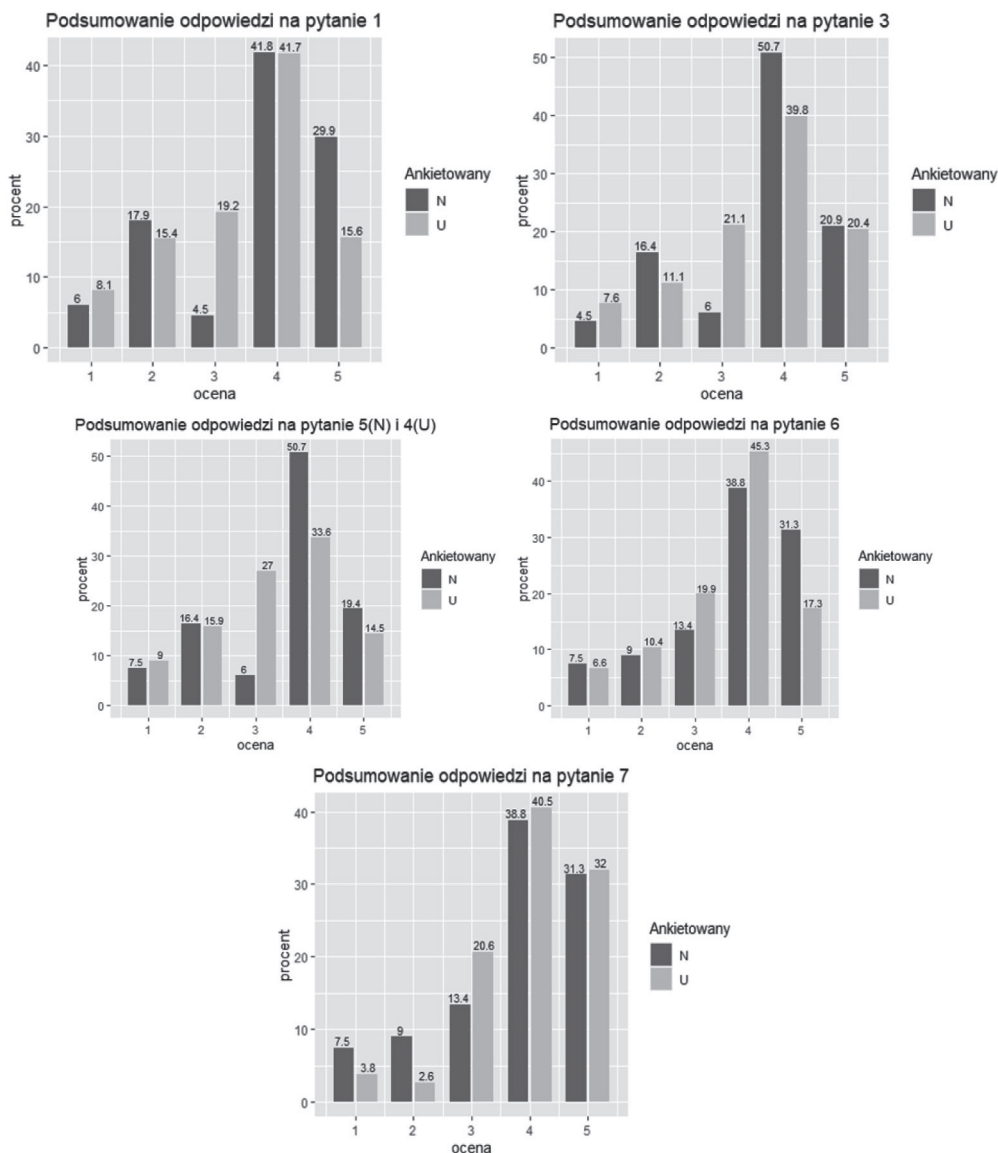 Podsumowanie odpowiedzi na pytanie 1
procent
40
30
20
10
0
6
8.1
17.9
15.4
4.5
19.2
41.8
41.7
29.9
15.6
1 2 3 4 5
ocena
Ankietowany
N
U
Podsumowanie odpowiedzi na pytanie 3
procent
50
40
30
20
10
0
4.5
7.6
16.4
11.1
6
21.1
50.7
39.8
20.9
20.4
1 2 3 4 5
ocena
Ankietowany
N
U
Podsumowanie odpowiedzi na pytanie 5(N) i 4(U)
procent
50
40
30
20
10
0
7.5
9
16.4
15.9
6
27
50.7
33.6
19.4
14.5
1 2 3 4 5
ocena
Ankietowany
N
U
Podsumowanie odpowiedzi na pytanie 6
procent
40
30
20
10
0
7.5
6.6
9
10.4
13.4
19.9
38.8
45.3
31.3
17.3
1 2 3 4 5
ocena
Ankietowany
N
U
Podsumowanie odpowiedzi na pytanie 7
procent
40
30
20
10
0
7.5
3.8
9
2.6
13.4
20.6
38.8
40.5
31.3
32
1 2 3 4 5
ocena
Ankietowany
N
U